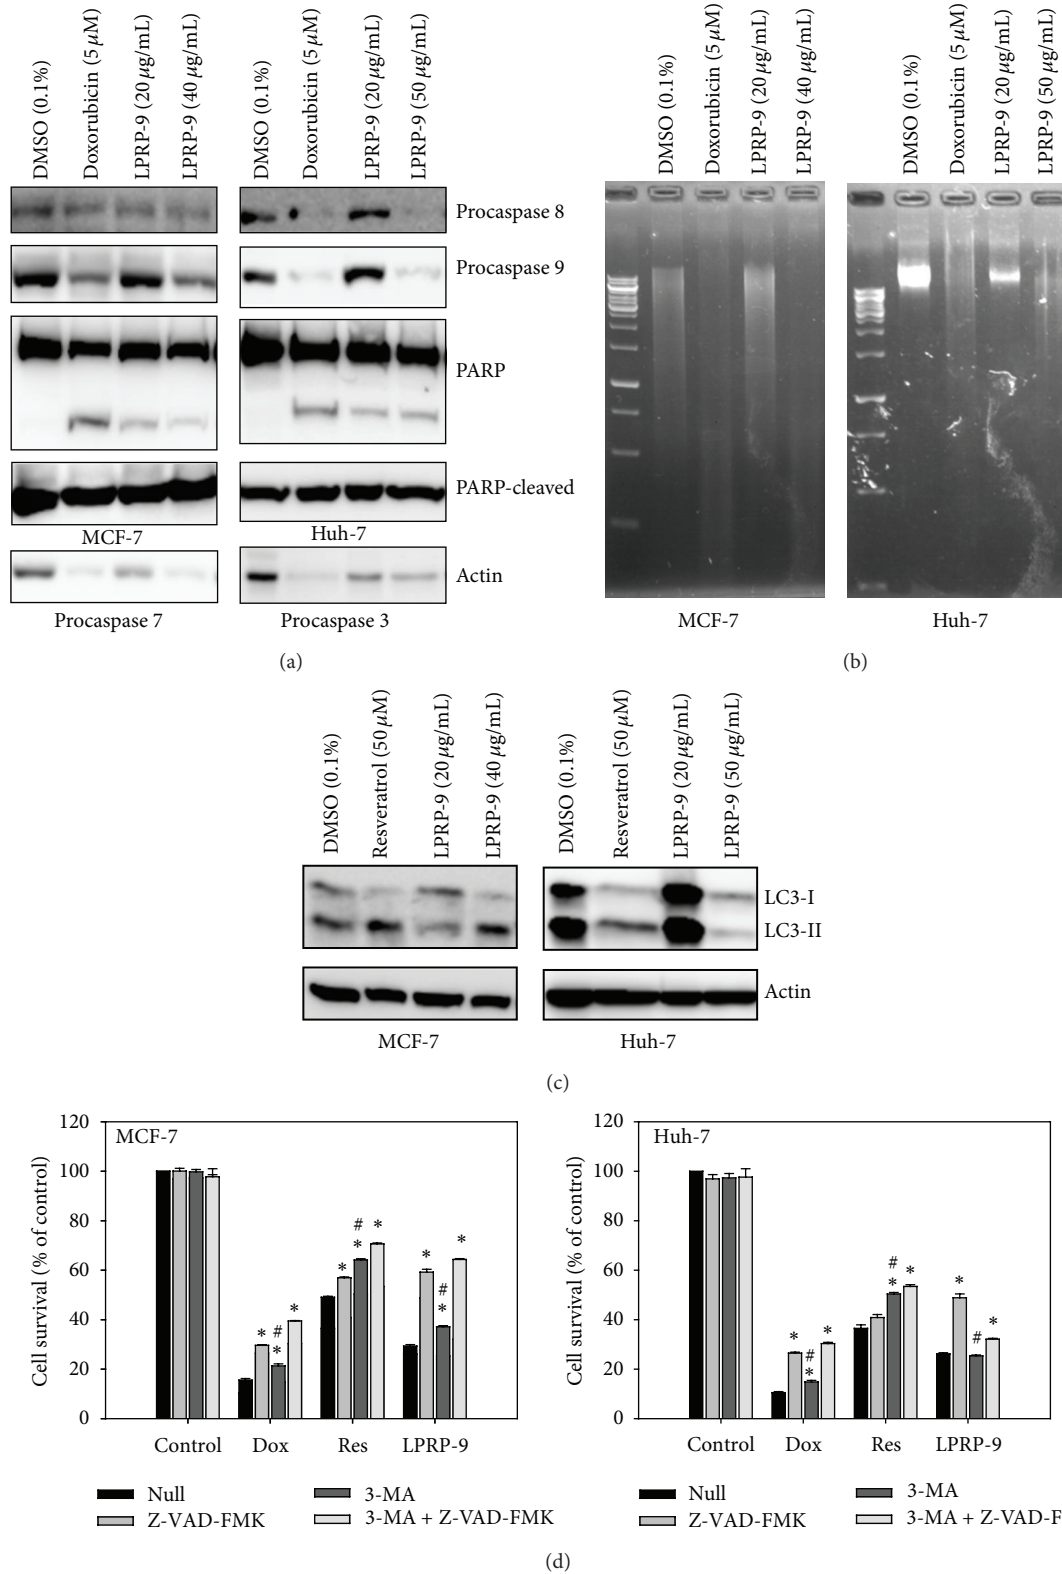 DMSO (0.1%)
Doxorubicin (5 μM)
LPRP-9 (20 μg/mL)
LPRP-9 (40 μg/mL)
DMSO (0.1%)
Doxorubicin (5 μM)
LPRP-9 (20 μg/mL)
LPRP-9 (50 μg/mL)
Procaspase 8
Procaspase 9
PARP
PARP-cleaved
MCF-7
Huh-7
Actin
Procaspase 7
Procaspase 3
(a)
DMSO (0.1%)
Doxorubicin (5 μM)
LPRP-9 (20 μg/mL)
LPRP-9 (40 μg/mL)
DMSO (0.1%)
Doxorubicin (5 μM)
LPRP-9 (20 μg/mL)
LPRP-9 (50 μg/mL)
MCF-7
Huh-7
(b)
DMSO (0.1%)
Resveratrol (50 μM)
LPRP-9 (20 μg/mL)
LPRP-9 (40 μg/mL)
DMSO (0.1%)
Resveratrol (50 μM)
LPRP-9 (20 μg/mL)
LPRP-9 (50 μg/mL)
LC3-I
LC3-II
Actin
MCF-7
Huh-7
(c)
Cell survival (% of control)
120
100
80
60
40
20
0
MCF-7
* # * *
* # * *
* # * *
Control Dox Res LPRP-9
Null
Z-VAD-FMK
3-MA
3-MA + Z-VAD-FMK
Cell survival (% of control)
120
100
80
60
40
20
0
Huh-7
* # * *
# * *
* # *
Control Dox Res LPRP-9
Null
Z-VAD-FMK
3-MA
3-MA + Z-VAD-F
(d)